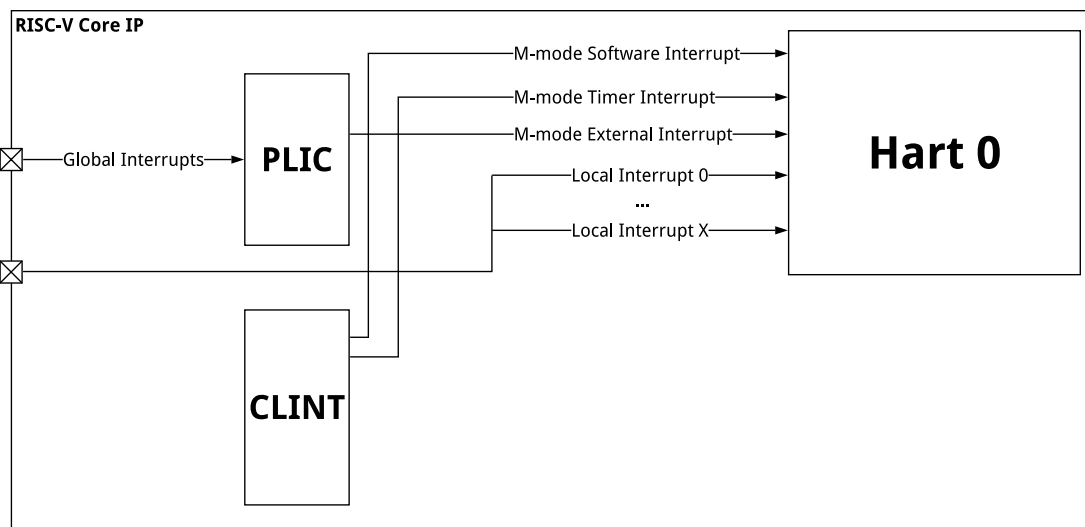 RISC-V Core IP
M-mode Software Interrupt
M-mode Timer Interrupt
M-mode External Interrupt
Global Interrupts
PLIC
Hart 0
Local Interrupt 0
...
Local Interrupt X
CLINT